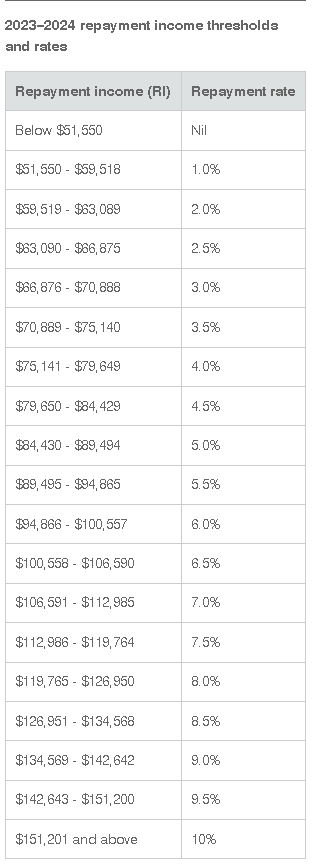 2023–2024 repayment income thresholds
and rates
Repayment income (RI) Repayment rate
Below $51,550 Nil
$51,550 - $59,518 1.0%
$59,519 - $63,089 2.0%
$63,090 - $66,875 2.5%
$66,876 - $70,888 3.0%
$70,889 - $75,140 3.5%
$75,141 - $79,649 4.0%
$79,650 - $84,429 4.5%
$84,430 - $89,494 5.0%
$89,495 - $94,865 5.5%
$94,866 - $100,557 6.0%
$100,558 - $106,590 6.5%
$106,591 - $112,985 7.0%
$112,986 - $119,764 7.5%
$119,765 - $126,950 8.0%
$126,951 - $134,568 8.5%
$134,569 - $142,642 9.0%
$142,643 - $151,200 9.5%
$151,201 and above 10%